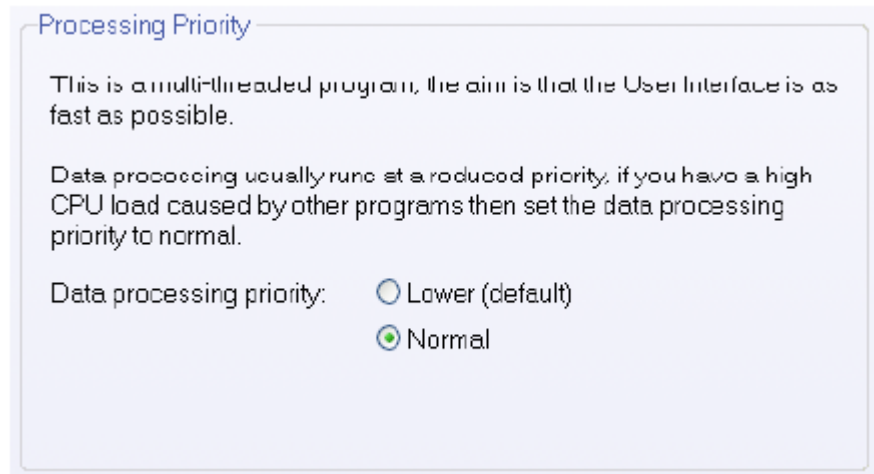 Processing Priority
This is a multi-threaded program, the aim is that the User Interface is as
fast as possible.
Data processing usually runs at a reduced priority, if you have a high
CPU load caused by other programs then set the data processing
priority to normal.
Data processing priority:
Lower (default)
Normal